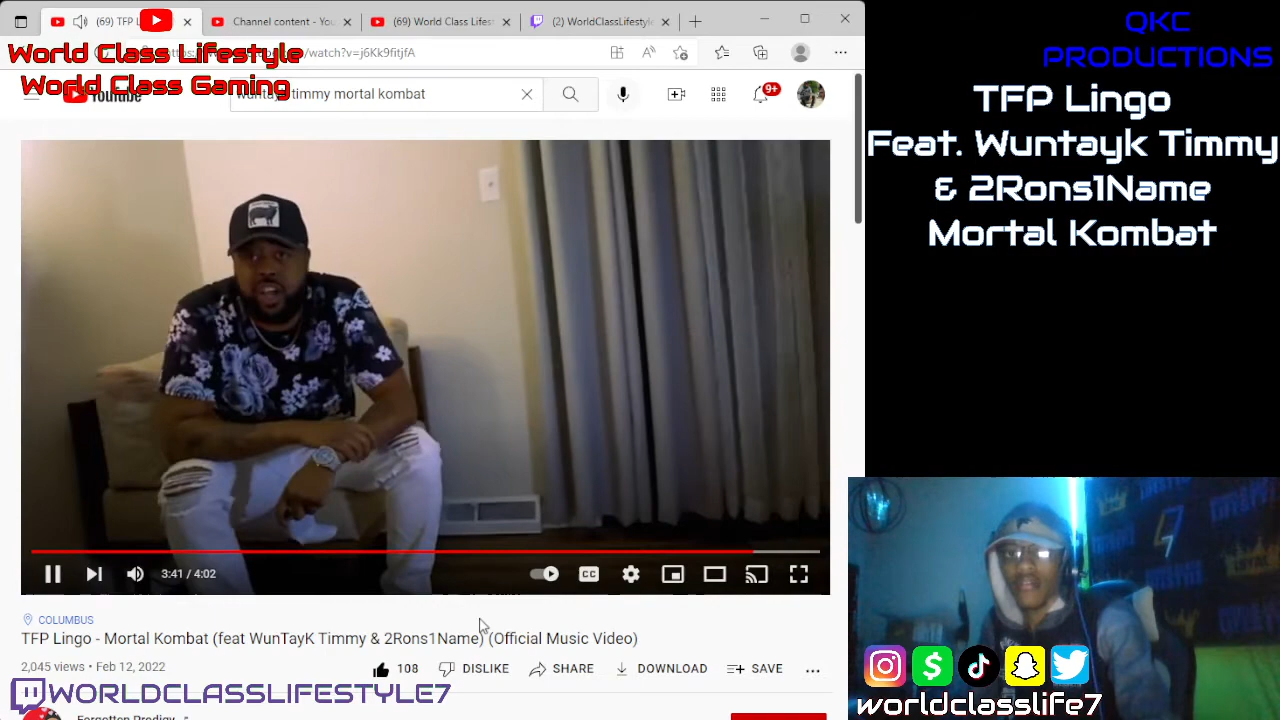 (69) TFP L
Channel content - You
(69) World Class Lifest
(2) WorldClassLifestyle
World Class Lifestyle
World Class Gaming
/watch?v=j6Kk9fitjfA
YouTube
timmy mortal kombat
9+
QKC
PRODUCTIONS
TFP Lingo
Feat. Wuntayk Timmy
& 2Rons1Name
Mortal Kombat
3:41 / 4:02
CC
COLUMBUS
TFP Lingo - Mortal Kombat (feat WunTayK Timmy & 2Rons1Name) (Official Music Video)
2,045 views • Feb 12, 2022
108
DISLIKE
SHARE
DOWNLOAD
SAVE
WORLDCLASSLIFESTYLE7
worldclasslife7